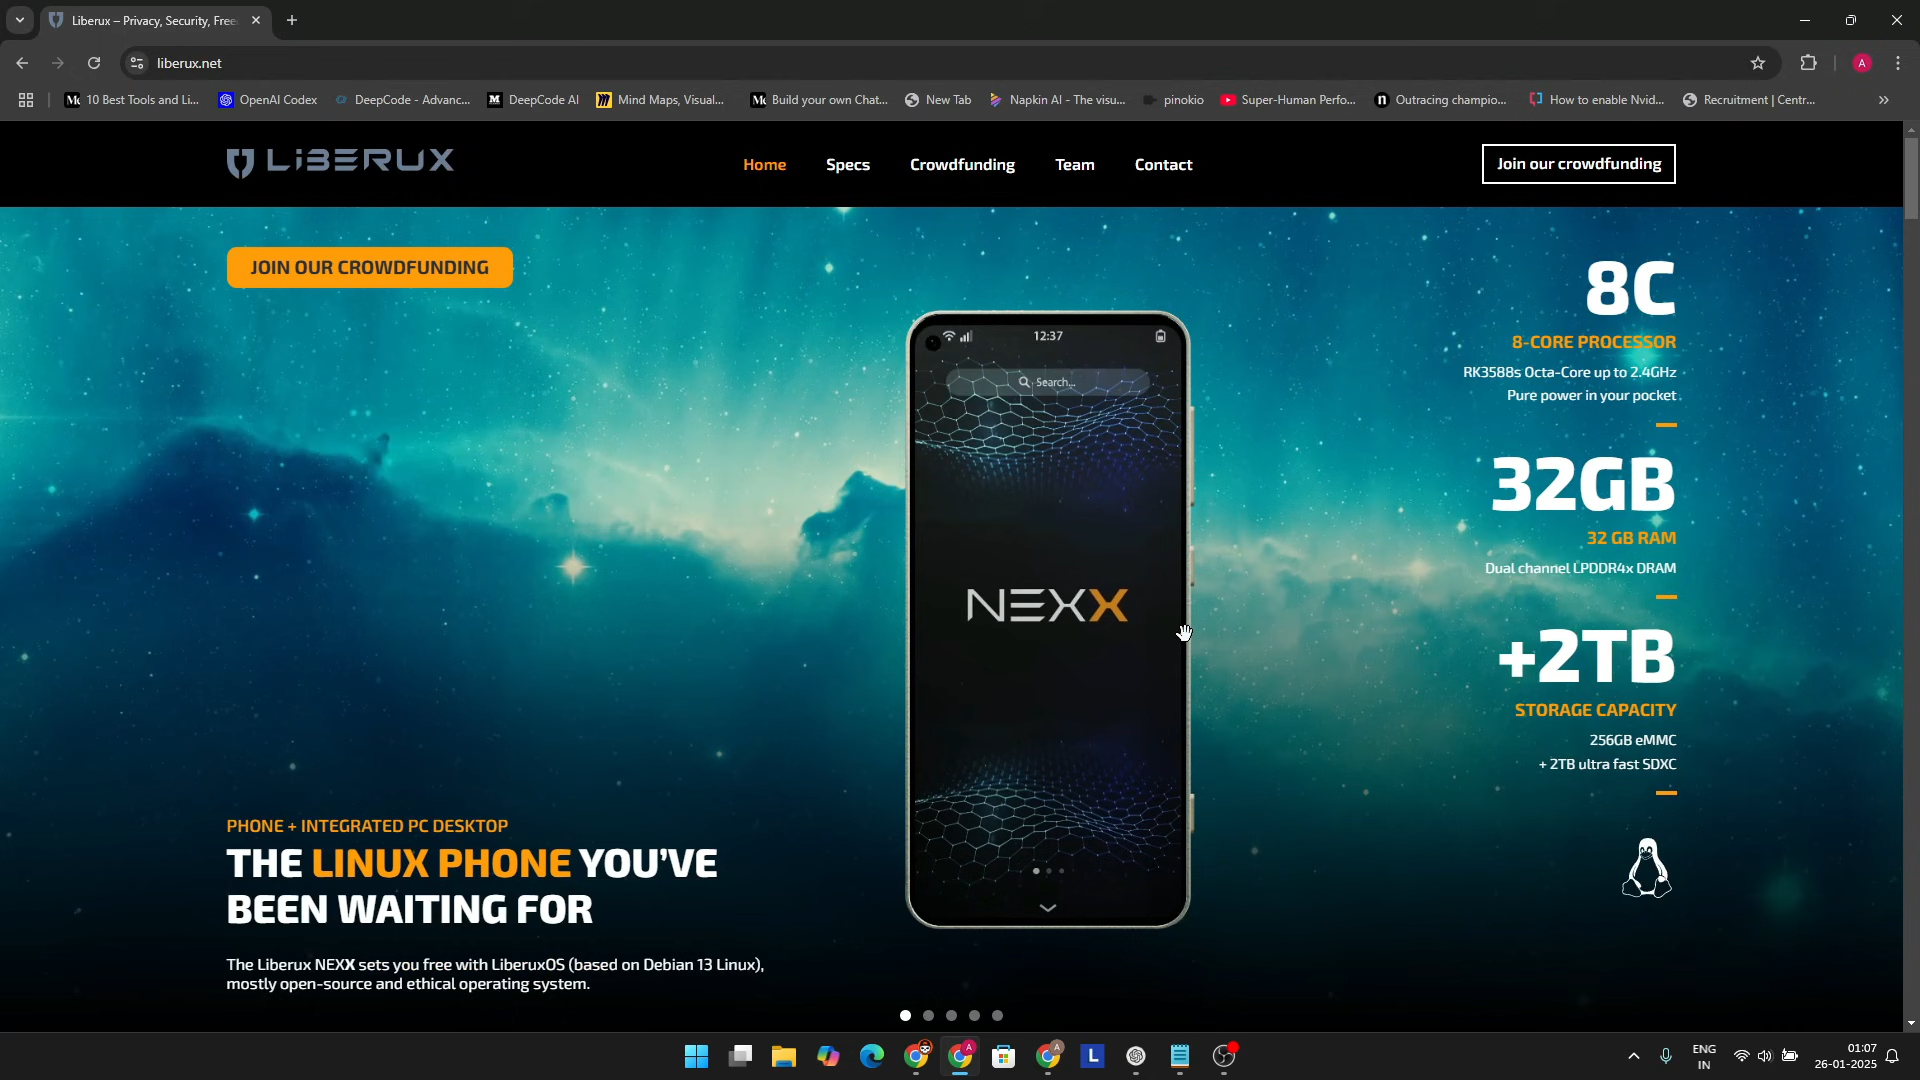 Liberux – Privacy, Security, Free
liberux.net
A
10 Best Tools and Li...
OpenAI Codex
DeepCode - Advanc...
DeepCode AI
Mind Maps, Visual...
Build your own Chat...
New Tab
Napkin AI - The visu...
pinokio
Super-Human Perfo...
Outracing champio...
How to enable Nvid...
Recruitment | Centr...
LIBERUX
Home
Specs
Crowdfunding
Team
Contact
Join our crowdfunding
JOIN OUR CROWDFUNDING
12:37
Search...
NEXX
8C
8-CORE PROCESSOR
RK3588s Octa-Core up to 2.4GHz
Pure power in your pocket
32GB
32 GB RAM
Dual channel LPDDR4x DRAM
+2TB
STORAGE CAPACITY
256GB eMMC
+ 2TB ultra fast SDXC
PHONE + INTEGRATED PC DESKTOP
THE LINUX PHONE YOU'VE
BEEN WAITING FOR
The Liberux NEXX sets you free with LiberuxOS (based on Debian 13 Linux),
mostly open-source and ethical operating system.
A
A
L
ENG
IN
01:07
26-01-2025